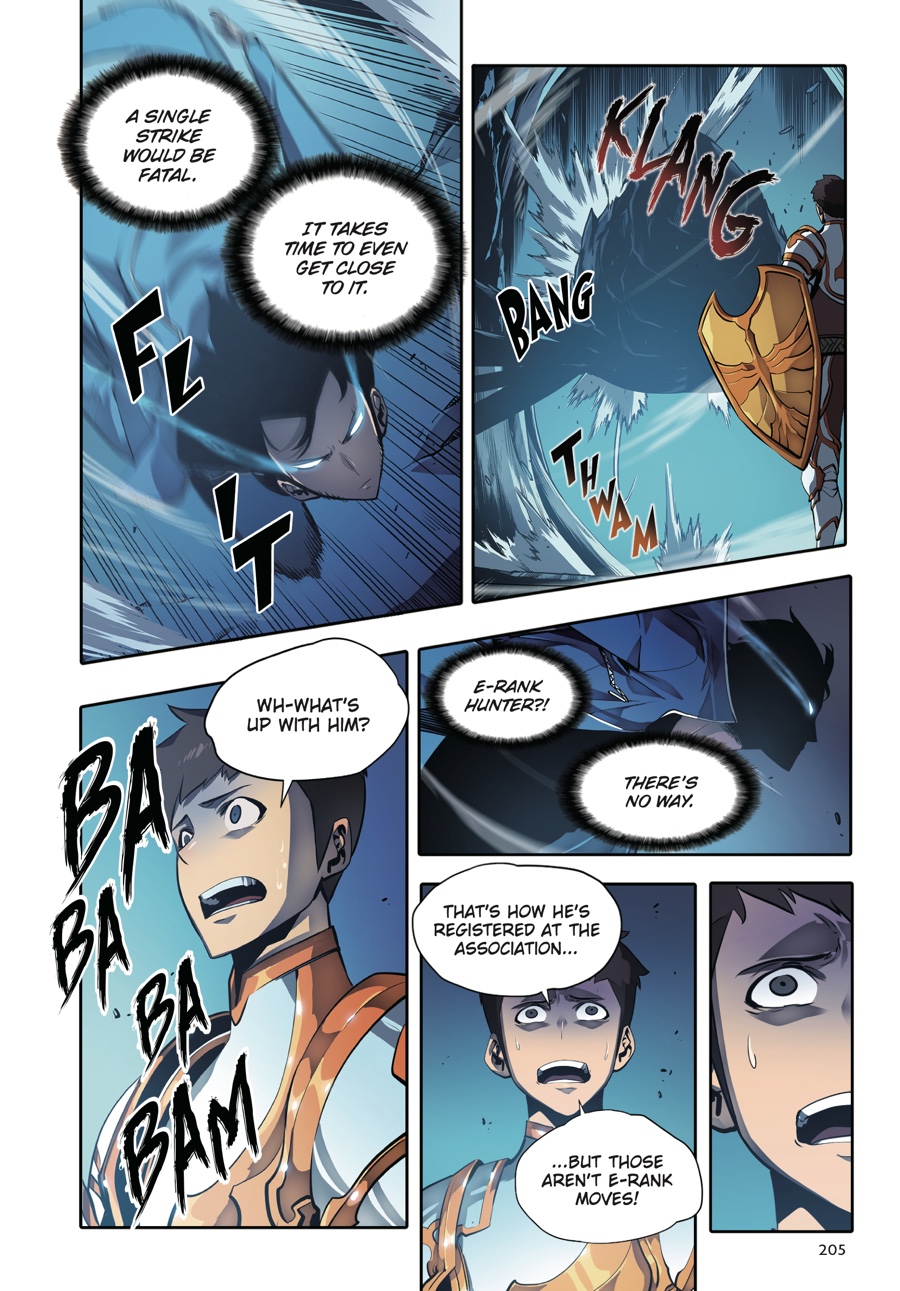 A SINGLE
STRIKE
WOULD BE
FATAL.
IT TAKES
TIME TO EVEN
GET CLOSE
TO IT.
FLIT
KLANG
BANG
THWAM
WH-WHAT'S
UP WITH HIM?
BA
BA
BA
BA
BAM
E-RANK
HUNTER?!
THERE'S
NO WAY.
THAT'S HOW HE'S
REGISTERED AT THE
ASSOCIATION...
...BUT THOSE
AREN'T E-RANK
MOVES!
205